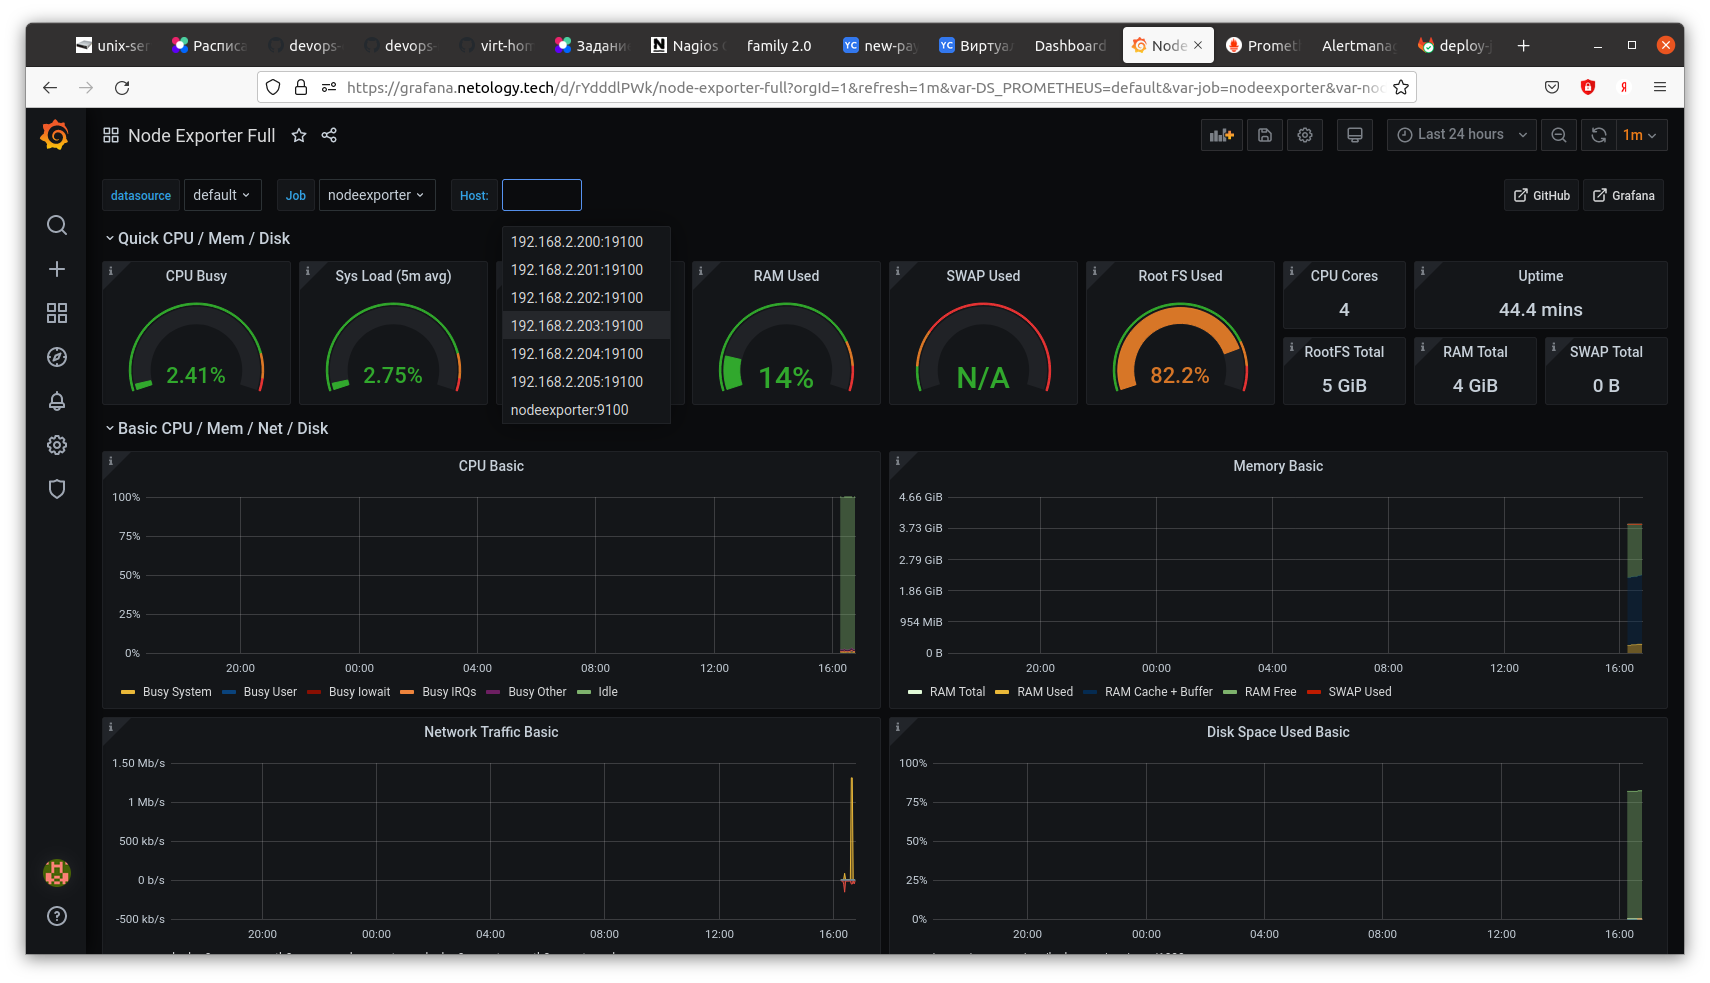 unix-ser Расписа devops- devops- virt-hom Задани Nagios family 2.0 new-pay Виртуа Dashboard Node Promet Alertmana deploy-j
https://grafana.netology.tech/d/rYdddlPWk/node-exporter-full?orgId=1&refresh=1m&var-DS_PROMETHEUS=default&var-job=nodeexporter&var-no
Node Exporter Full
Last 24 hours
1m
datasource default Job nodeexporter Host:
GitHub Grafana
192.168.2.200:19100
192.168.2.201:19100
192.168.2.202:19100
192.168.2.203:19100
192.168.2.204:19100
192.168.2.205:19100
nodeexporter:9100
Quick CPU / Mem / Disk
CPU Busy
2.41%
Sys Load (5m avg)
2.75%
RAM Used
14%
SWAP Used
N/A
Root FS Used
82.2%
CPU Cores
4
Uptime
44.4 mins
RootFS Total
5 GiB
RAM Total
4 GiB
SWAP Total
0 B
Basic CPU / Mem / Net / Disk
CPU Basic
100%
75%
50%
25%
0%
20:00 00:00 04:00 08:00 12:00 16:00
Busy System Busy User Busy Iowait Busy IRQs Busy Other Idle
Memory Basic
4.66 GiB
3.73 GiB
2.79 GiB
1.86 GiB
954 MiB
0 B
20:00 00:00 04:00 08:00 12:00 16:00
RAM Total RAM Used RAM Cache + Buffer RAM Free SWAP Used
Network Traffic Basic
1.50 Mb/s
1 Mb/s
500 kb/s
0 b/s
-500 kb/s
20:00 00:00 04:00 08:00 12:00 16:00
Disk Space Used Basic
100%
75%
50%
25%
0%
20:00 00:00 04:00 08:00 12:00 16:00